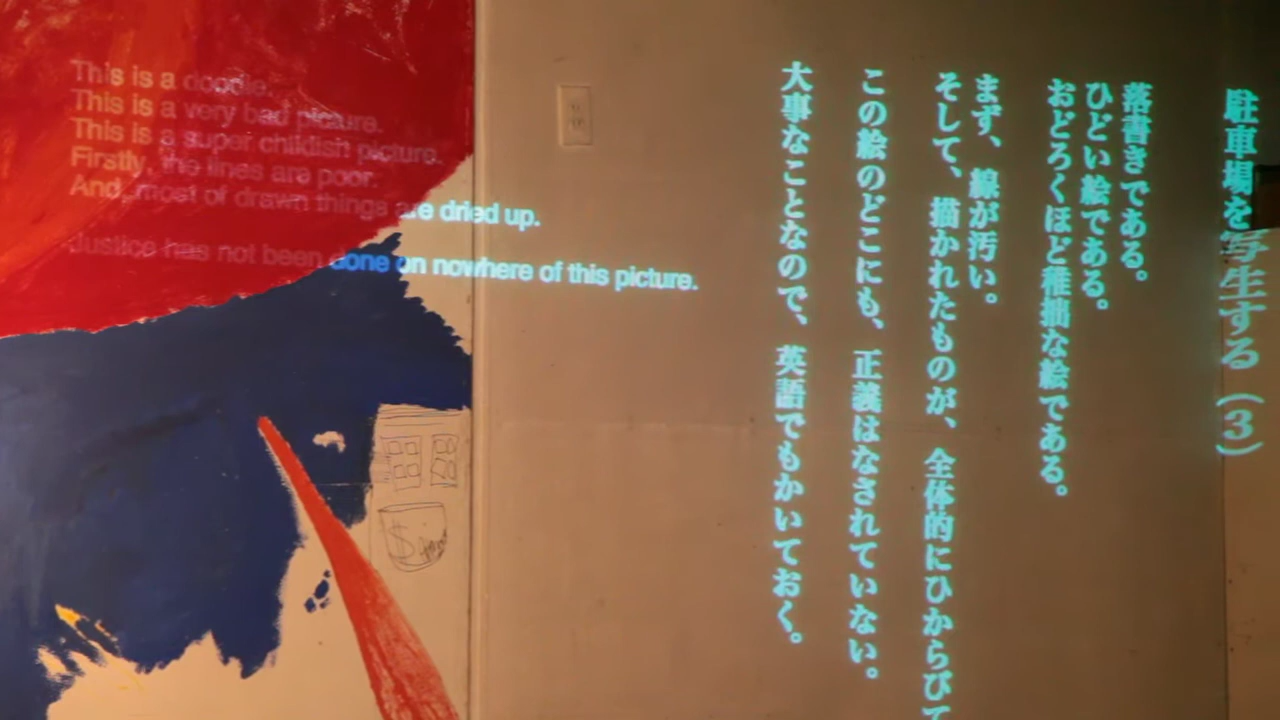 駐車場を写生する（3）
落書きである。
ひどい絵である。
おどろくほど稚拙な絵である。
まず、線が汚い。
そして、描かれたものが、全体的にひからびて
この絵のどこにも、正義はなされていない。
大事なことなので、英語でもかいておく。
This is a doodle.
This is a very bad picture.
This is a super childish picture.
Firstly, the lines are poor.
And, most of drawn things are dried up.
Justice has not been done on nowhere of this picture.
$